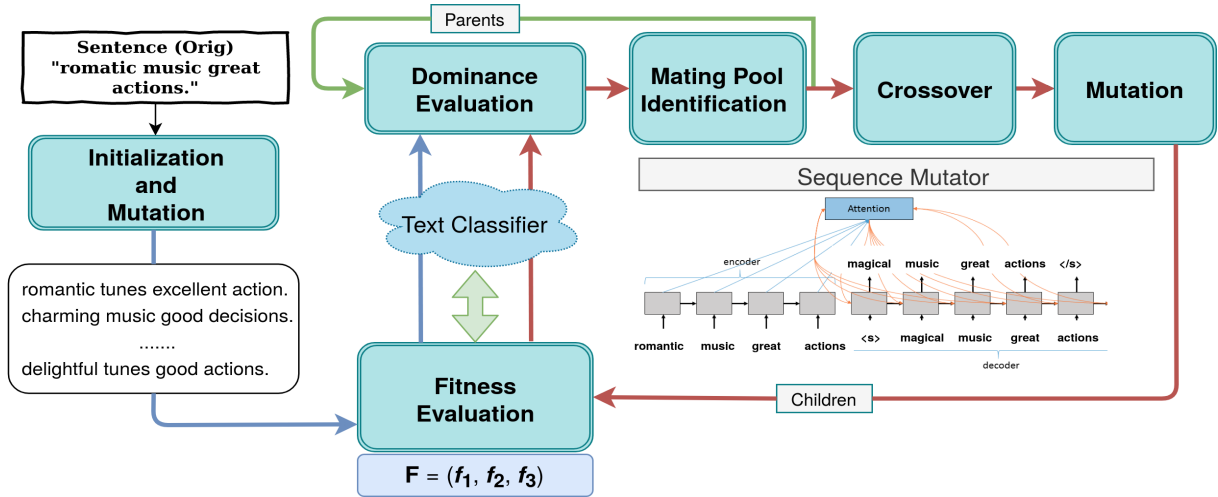 Parents
Sentence (Orig)
"romatic music great
actions."
Dominance
Evaluation
Mating Pool
Identification
Crossover
Mutation
Initialization
and
Mutation
Sequence Mutator
Attention
Text Classifier
encoder
magical music great actions </s>
romantic tunes excellent action.
charming music good decisions.
.......
delightful tunes good actions.
romantic music great actions <s> magical music great actions
decoder
Fitness
Evaluation
Children
F = (f1, f2, f3)